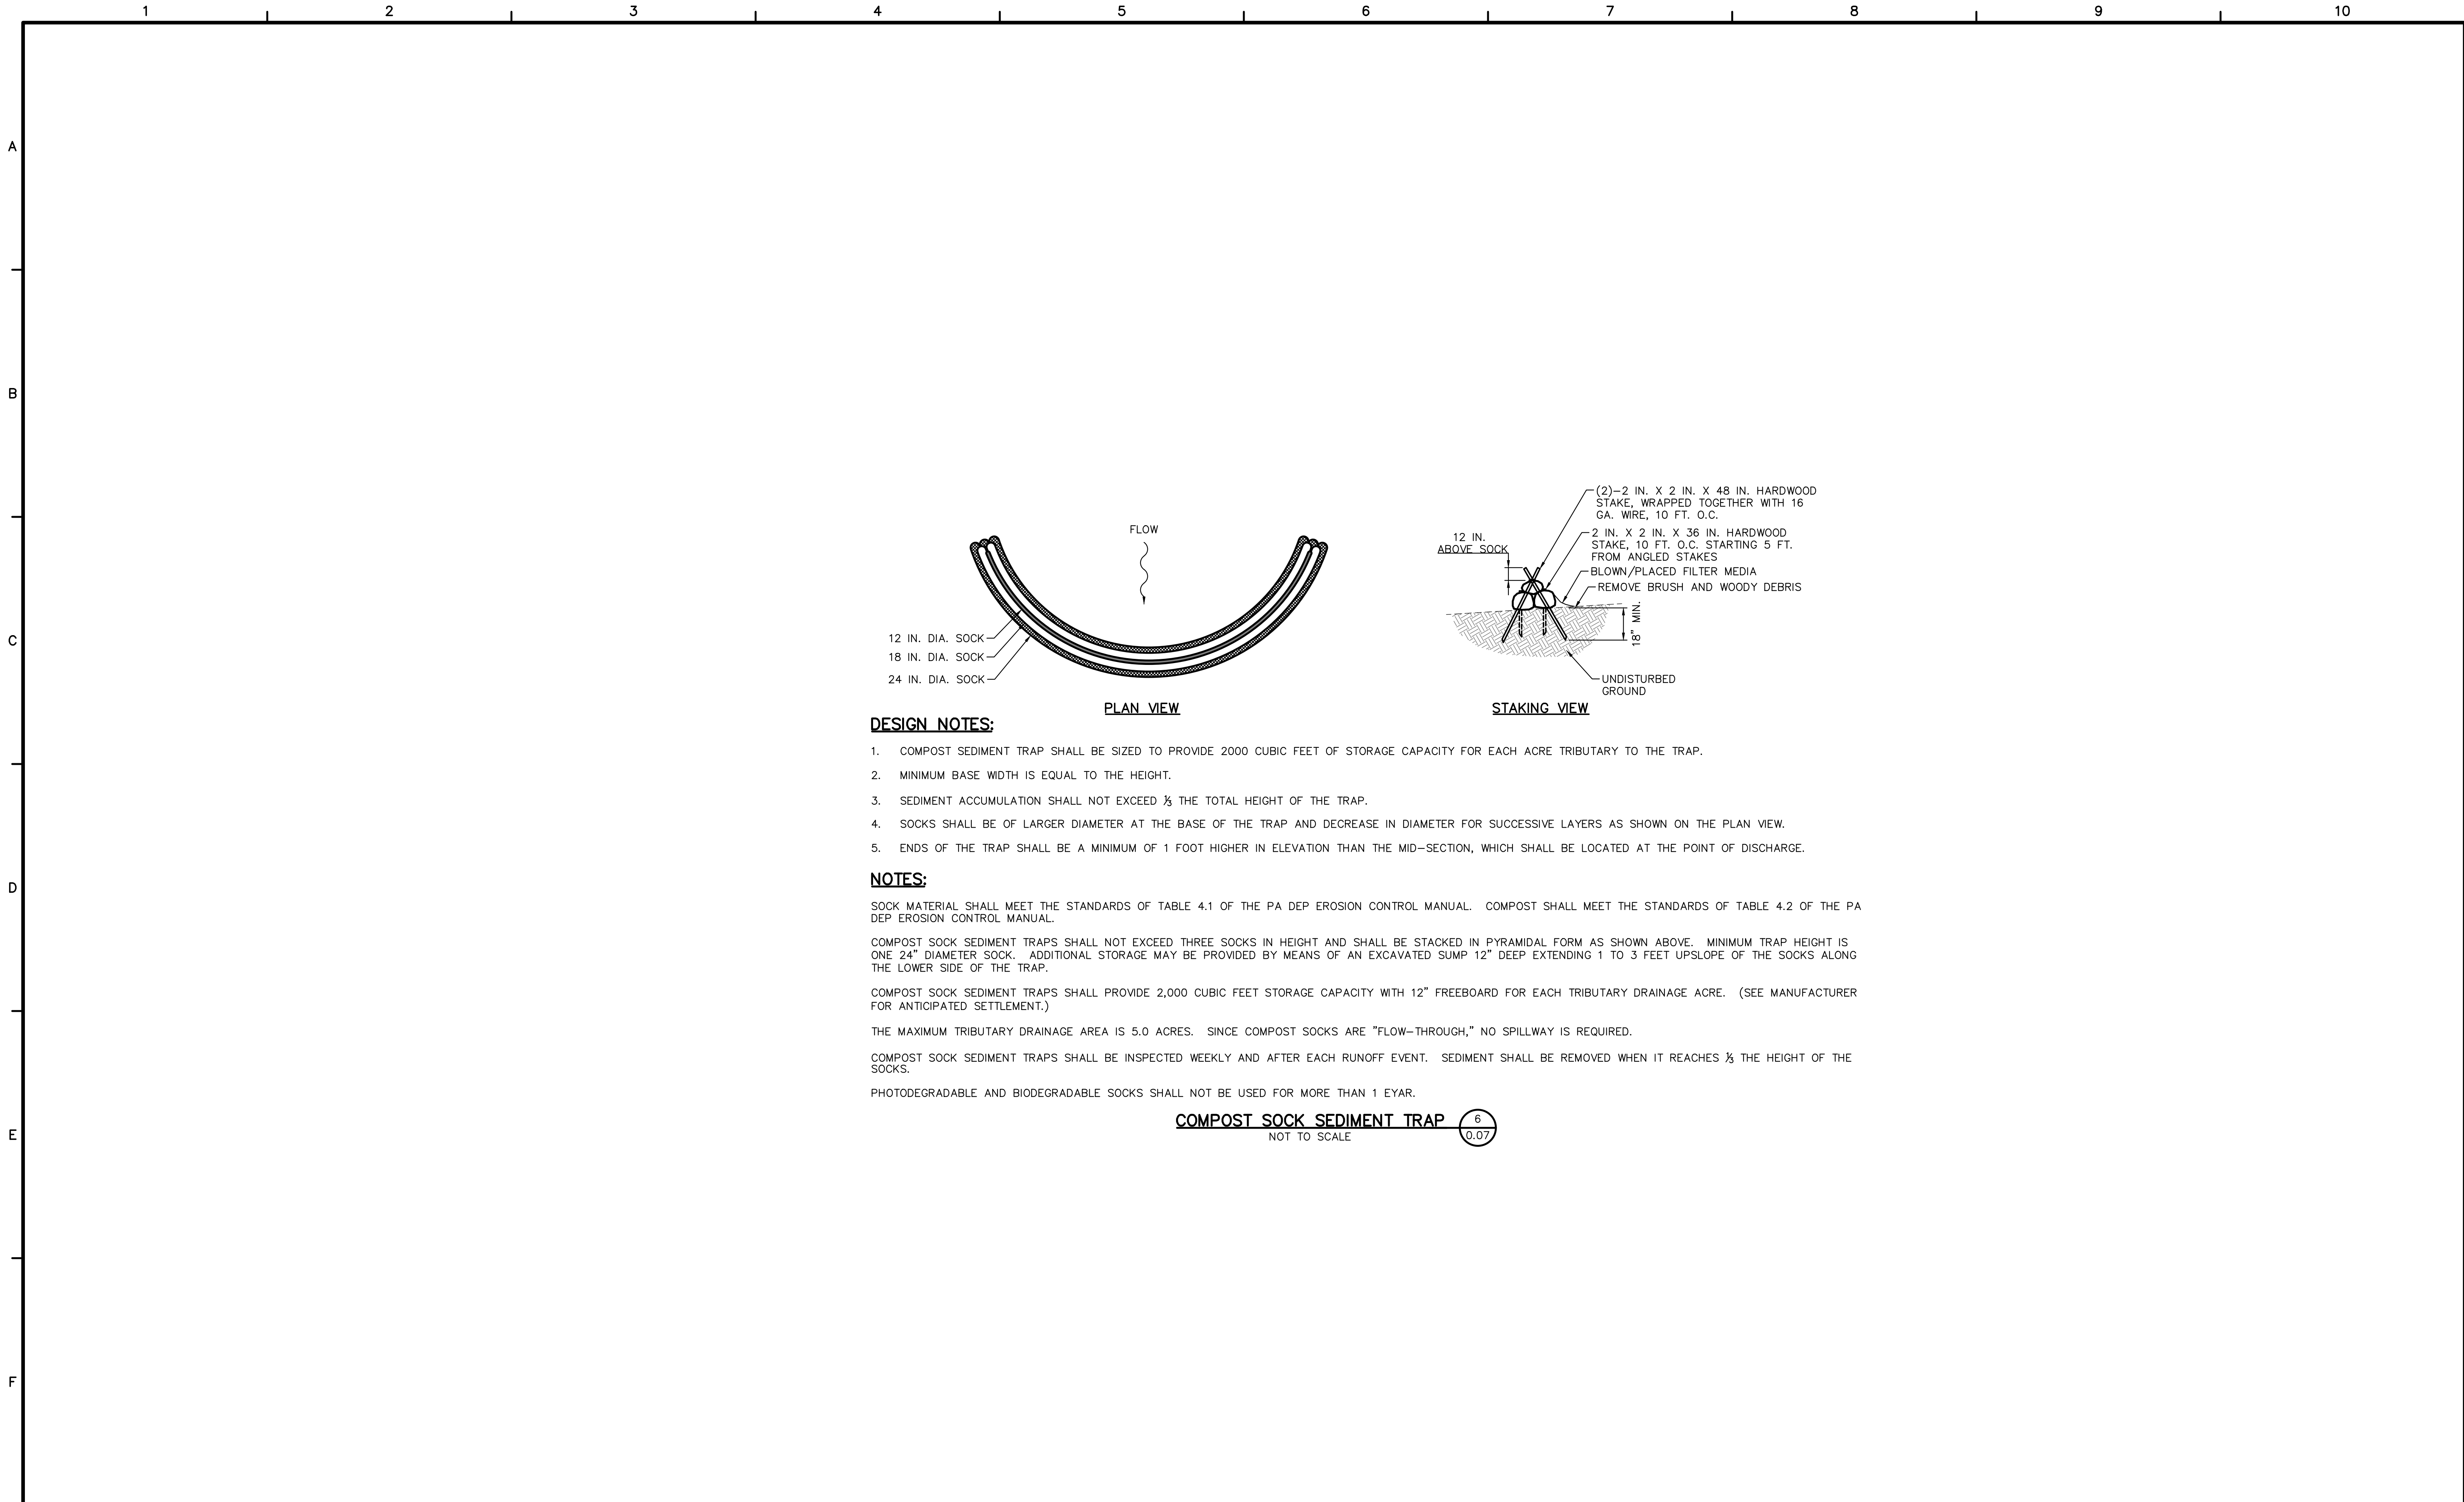 1 2 3 4 5 6 7 8 9 10
A
B
C
D
E
F
FLOW
12 IN. DIA. SOCK
18 IN. DIA. SOCK
24 IN. DIA. SOCK
PLAN VIEW
12 IN.
ABOVE SOCK
(2)-2 IN. X 2 IN. X 48 IN. HARDWOOD
STAKE, WRAPPED TOGETHER WITH 16
GA. WIRE, 10 FT. O.C.
2 IN. X 2 IN. X 36 IN. HARDWOOD
STAKE, 10 FT. O.C. STARTING 5 FT.
FROM ANGLED STAKES
BLOWN/PLACED FILTER MEDIA
REMOVE BRUSH AND WOODY DEBRIS
18" MIN.
UNDISTURBED
GROUND
STAKING VIEW
DESIGN NOTES:
1. COMPOST SEDIMENT TRAP SHALL BE SIZED TO PROVIDE 2000 CUBIC FEET OF STORAGE CAPACITY FOR EACH ACRE TRIBUTARY TO THE TRAP.
2. MINIMUM BASE WIDTH IS EQUAL TO THE HEIGHT.
3. SEDIMENT ACCUMULATION SHALL NOT EXCEED ⅓ THE TOTAL HEIGHT OF THE TRAP.
4. SOCKS SHALL BE OF LARGER DIAMETER AT THE BASE OF THE TRAP AND DECREASE IN DIAMETER FOR SUCCESSIVE LAYERS AS SHOWN ON THE PLAN VIEW.
5. ENDS OF THE TRAP SHALL BE A MINIMUM OF 1 FOOT HIGHER IN ELEVATION THAN THE MID-SECTION, WHICH SHALL BE LOCATED AT THE POINT OF DISCHARGE.
NOTES:
SOCK MATERIAL SHALL MEET THE STANDARDS OF TABLE 4.1 OF THE PA DEP EROSION CONTROL MANUAL. COMPOST SHALL MEET THE STANDARDS OF TABLE 4.2 OF THE PA
DEP EROSION CONTROL MANUAL.
COMPOST SOCK SEDIMENT TRAPS SHALL NOT EXCEED THREE SOCKS IN HEIGHT AND SHALL BE STACKED IN PYRAMIDAL FORM AS SHOWN ABOVE. MINIMUM TRAP HEIGHT IS
ONE 24" DIAMETER SOCK. ADDITIONAL STORAGE MAY BE PROVIDED BY MEANS OF AN EXCAVATED SUMP 12" DEEP EXTENDING 1 TO 3 FEET UPSLOPE OF THE SOCKS ALONG
THE LOWER SIDE OF THE TRAP.
COMPOST SOCK SEDIMENT TRAPS SHALL PROVIDE 2,000 CUBIC FEET STORAGE CAPACITY WITH 12" FREEBOARD FOR EACH TRIBUTARY DRAINAGE ACRE. (SEE MANUFACTURER
FOR ANTICIPATED SETTLEMENT.)
THE MAXIMUM TRIBUTARY DRAINAGE AREA IS 5.0 ACRES. SINCE COMPOST SOCKS ARE "FLOW-THROUGH," NO SPILLWAY IS REQUIRED.
COMPOST SOCK SEDIMENT TRAPS SHALL BE INSPECTED WEEKLY AND AFTER EACH RUNOFF EVENT. SEDIMENT SHALL BE REMOVED WHEN IT REACHES ⅓ THE HEIGHT OF THE
SOCKS.
PHOTODEGRADABLE AND BIODEGRADABLE SOCKS SHALL NOT BE USED FOR MORE THAN 1 EYAR.
COMPOST SOCK SEDIMENT TRAP
NOT TO SCALE
6
0.07